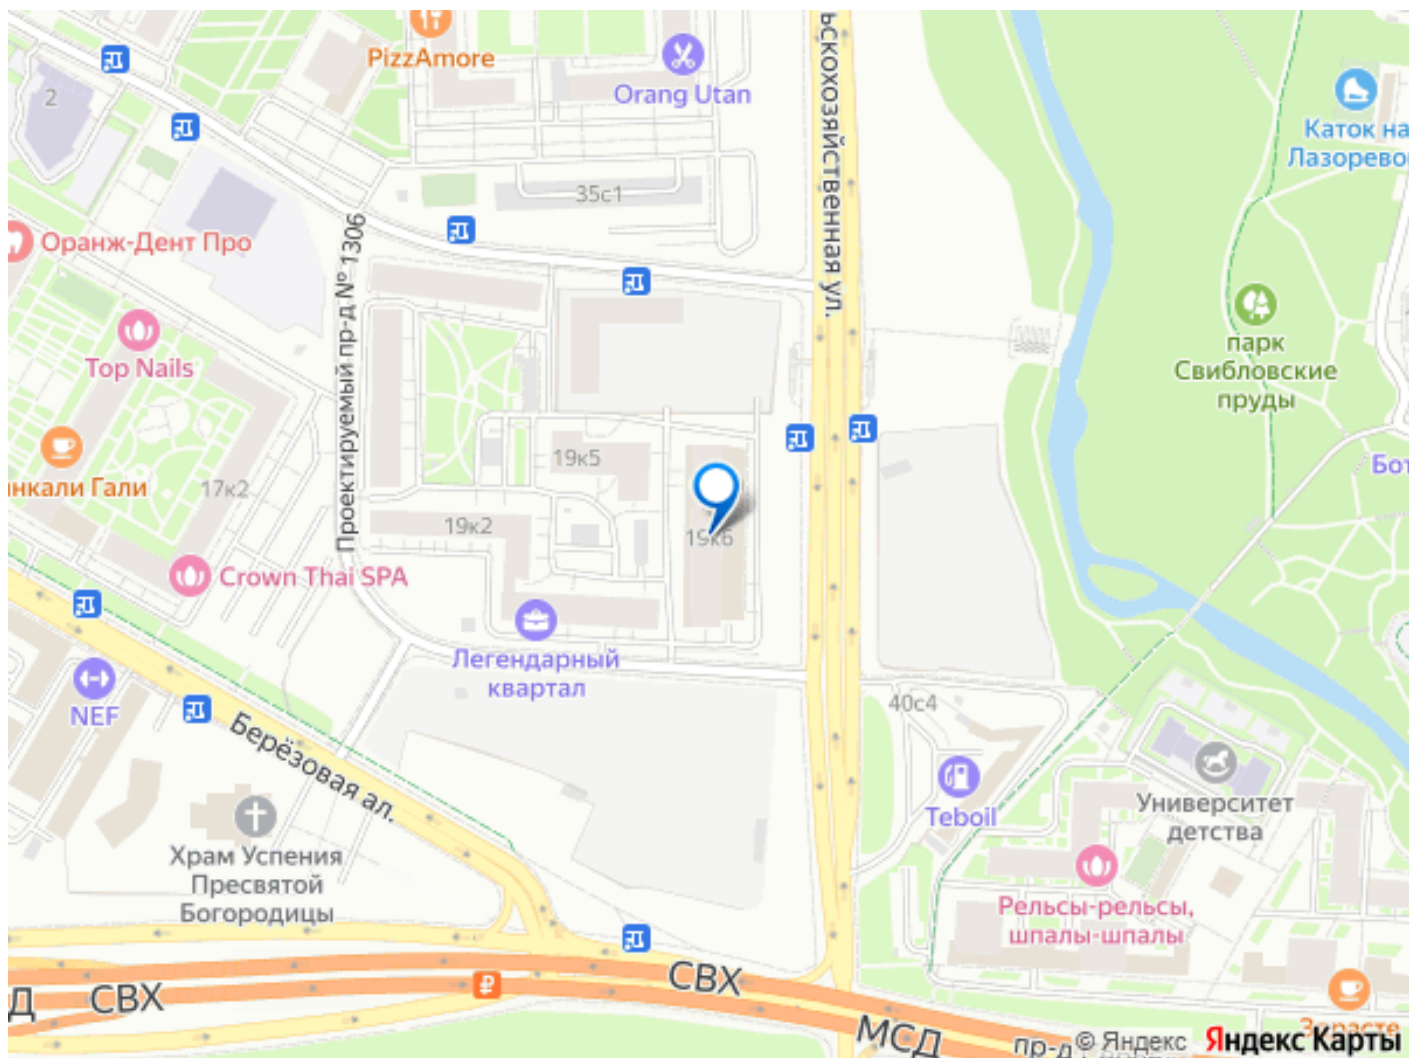 PizzAmore
Orang Utan
льскохозяйственная ул.
Каток на
Лазорево
2
35с1
Оранж-Дент Про
Проектируемый пр-д № 1306
парк
Свибловские
пруды
Top Nails
19к5
Бот
нкали Гали
17к2
19к2
19к6
Crown Thai SPA
Легендарный
квартал
NEF
Берёзовая ал.
40с4
Teboil
Университет
детства
Храм Успения
Пресвятой
Богородицы
Рельсы-рельсы,
шпалы-шпалы
СВХ
Д
СВХ
МСД
пр-д
© Яндекс
Яндекс Карты